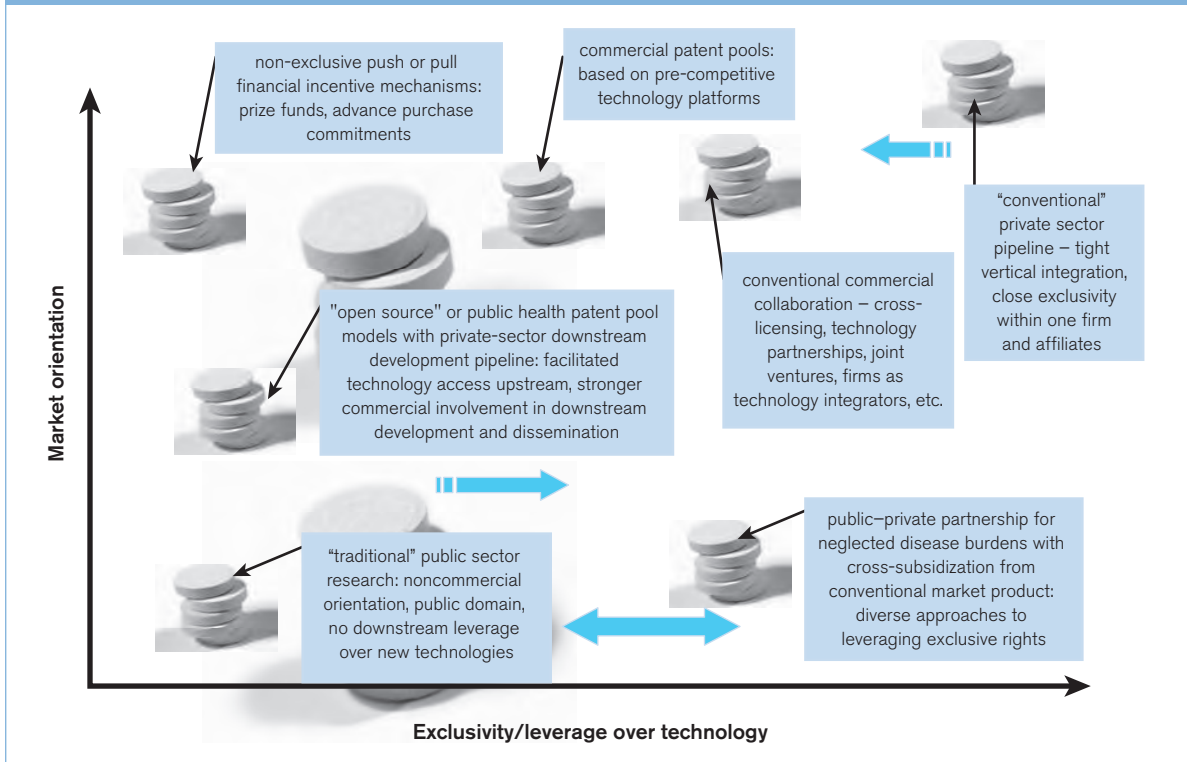 non-exclusive push or pull
financial incentive mechanisms:
prize funds, advance purchase
commitments
commercial patent pools:
based on pre-competitive
technology platforms
"conventional"
private sector
pipeline – tight
vertical integration,
close exclusivity
within one firm
and affiliates
conventional commercial
collaboration – cross-
licensing, technology
partnerships, joint
ventures, firms as
technology integrators, etc.
"open source" or public health patent pool
models with private-sector downstream
development pipeline: facilitated
technology access upstream, stronger
commercial involvement in downstream
development and dissemination
"traditional" public sector
research: noncommercial
orientation, public domain,
no downstream leverage
over new technologies
public–private partnership for
neglected disease burdens with
cross-subsidization from
conventional market product:
diverse approaches to
leveraging exclusive rights
Market orientation
Exclusivity/leverage over technology